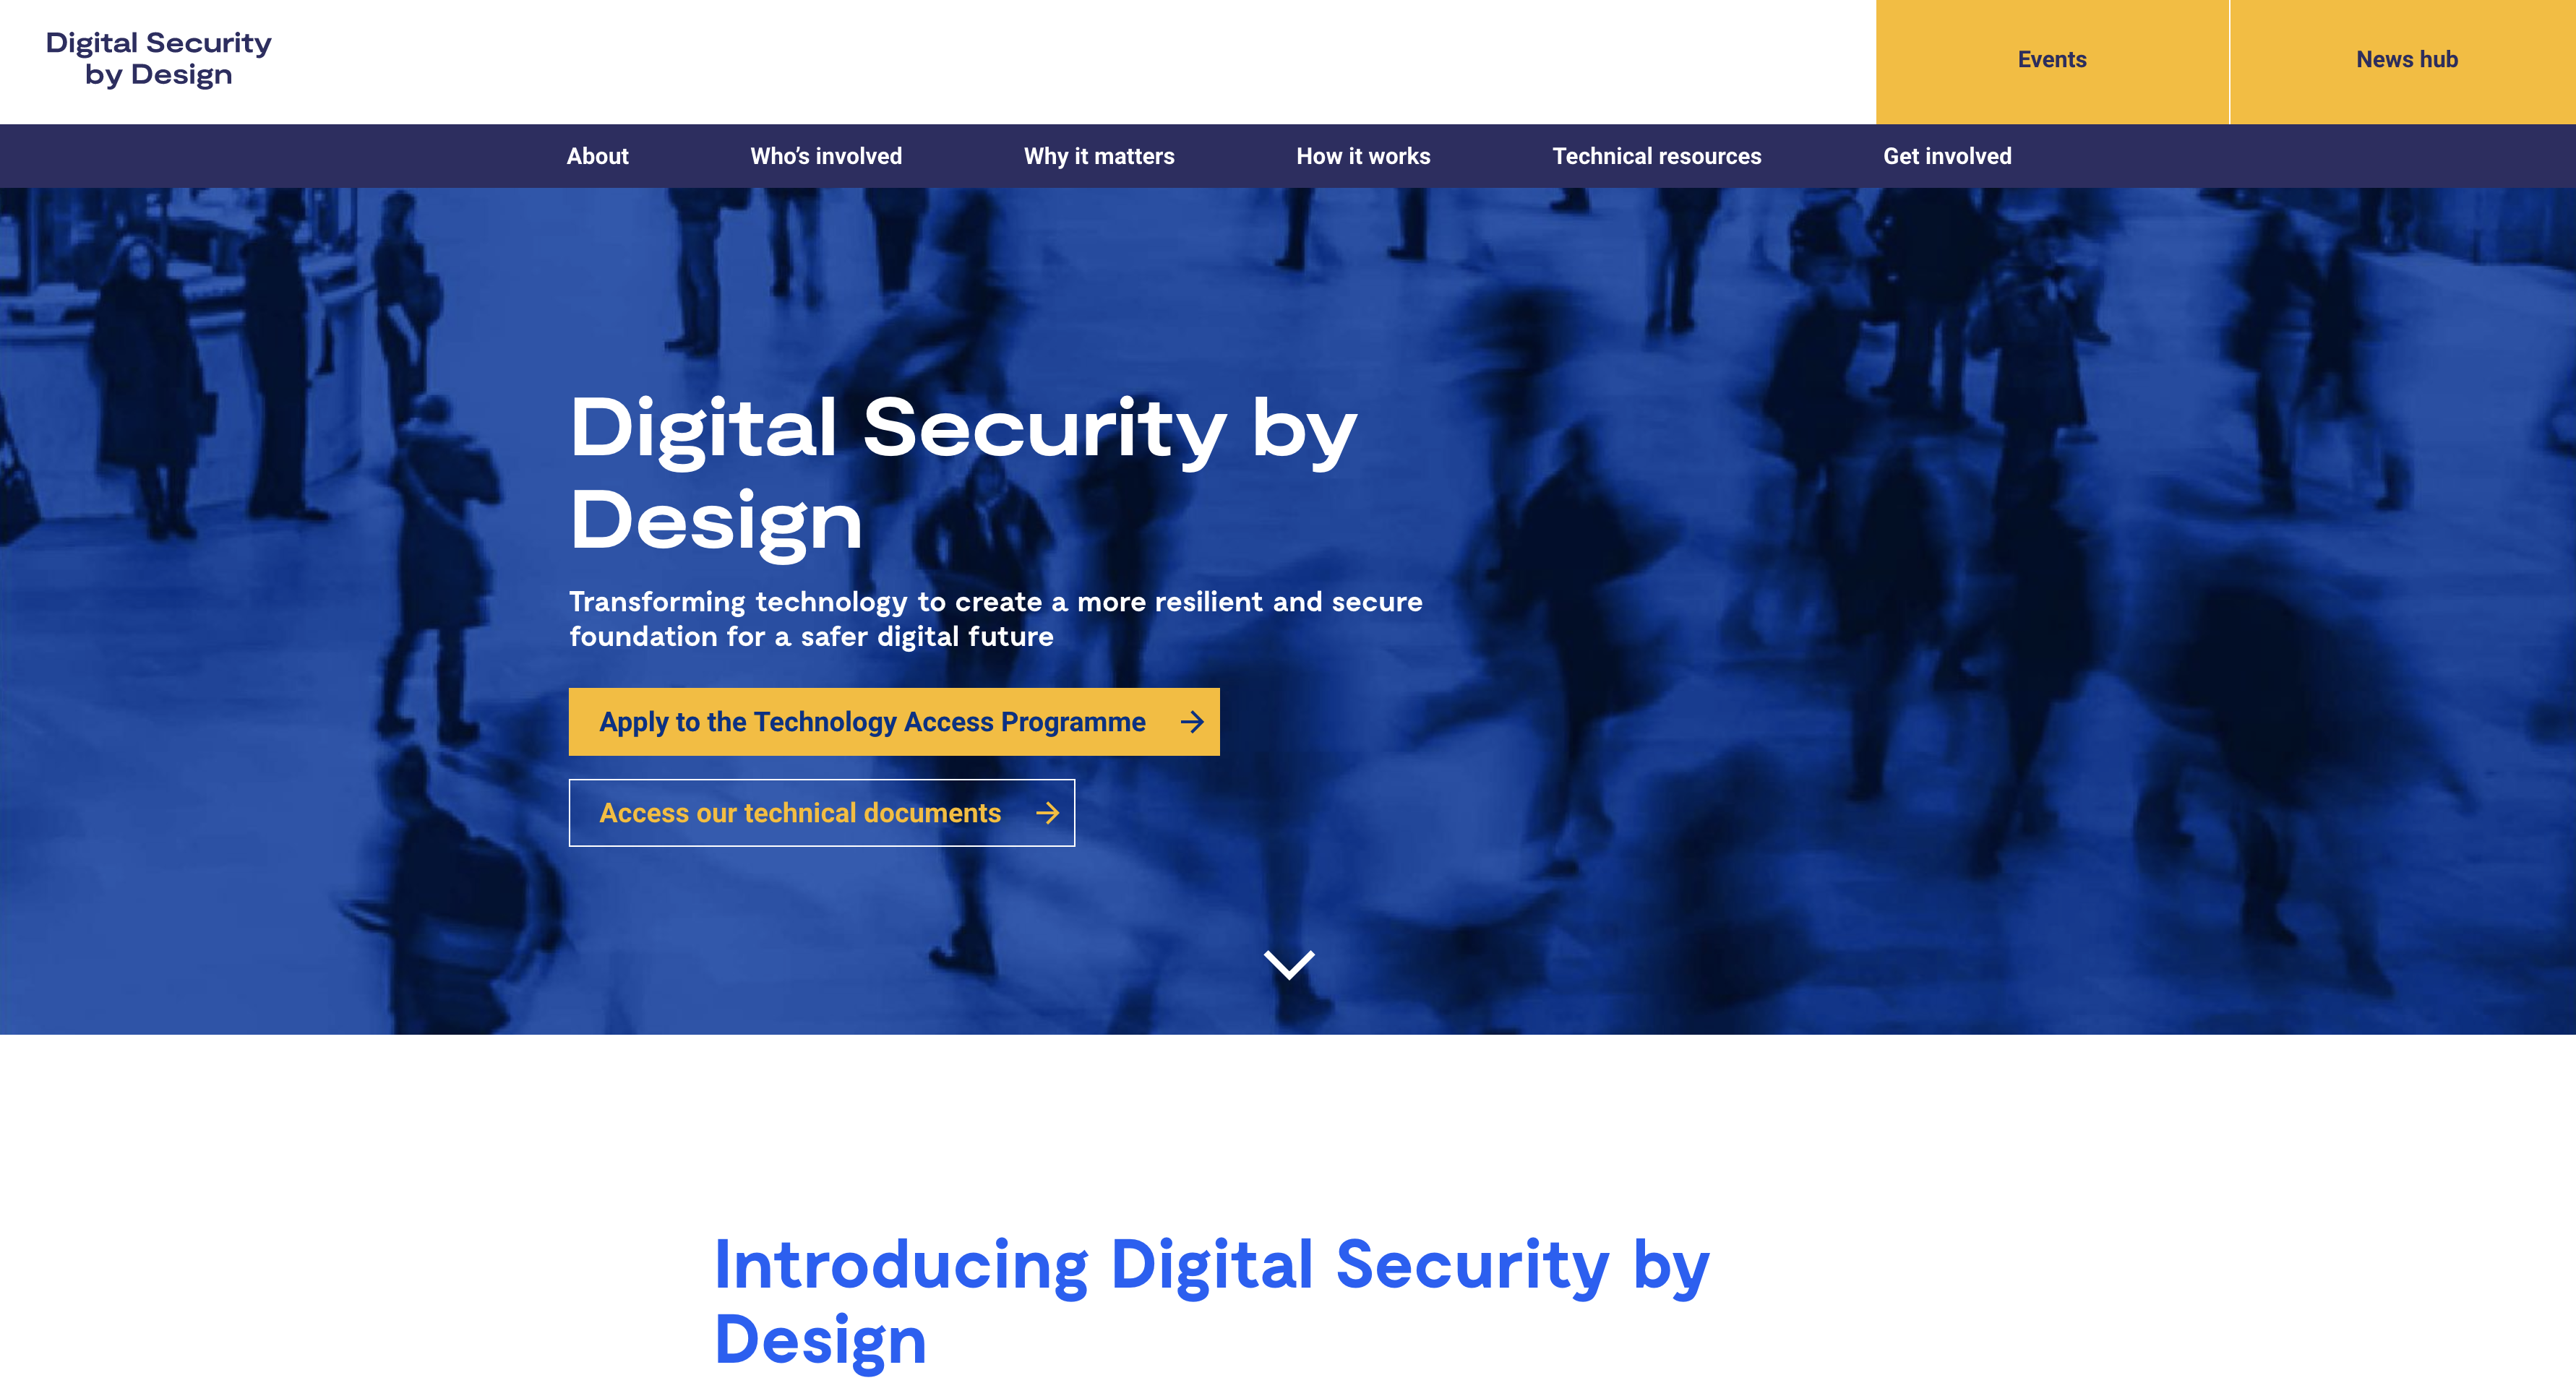 Digital Security
by Design
Events
News hub
About
Who’s involved
Why it matters
How it works
Technical resources
Get involved
Digital Security by
Design
Transforming technology to create a more resilient and secure
foundation for a safer digital future
Apply to the Technology Access Programme
Access our technical documents
Introducing Digital Security by
Design